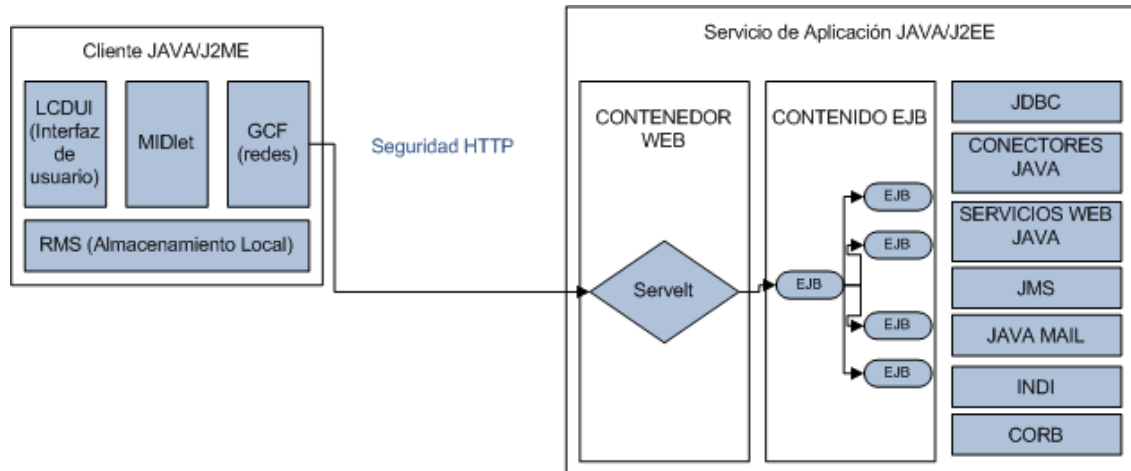 Cliente JAVA/J2ME
LCDUI
(Interfaz
de
usuario)
MIDlet
GCF
(redes)
RMS (Almacenamiento Local)
Seguridad HTTP
Servicio de Aplicación JAVA/J2EE
CONTENEDOR
WEB
Servelt
CONTENIDO EJB
EJB
EJB
EJB
EJB
EJB
JDBC
CONECTORES
JAVA
SERVICIOS WEB
JAVA
JMS
JAVA MAIL
INDI
CORB